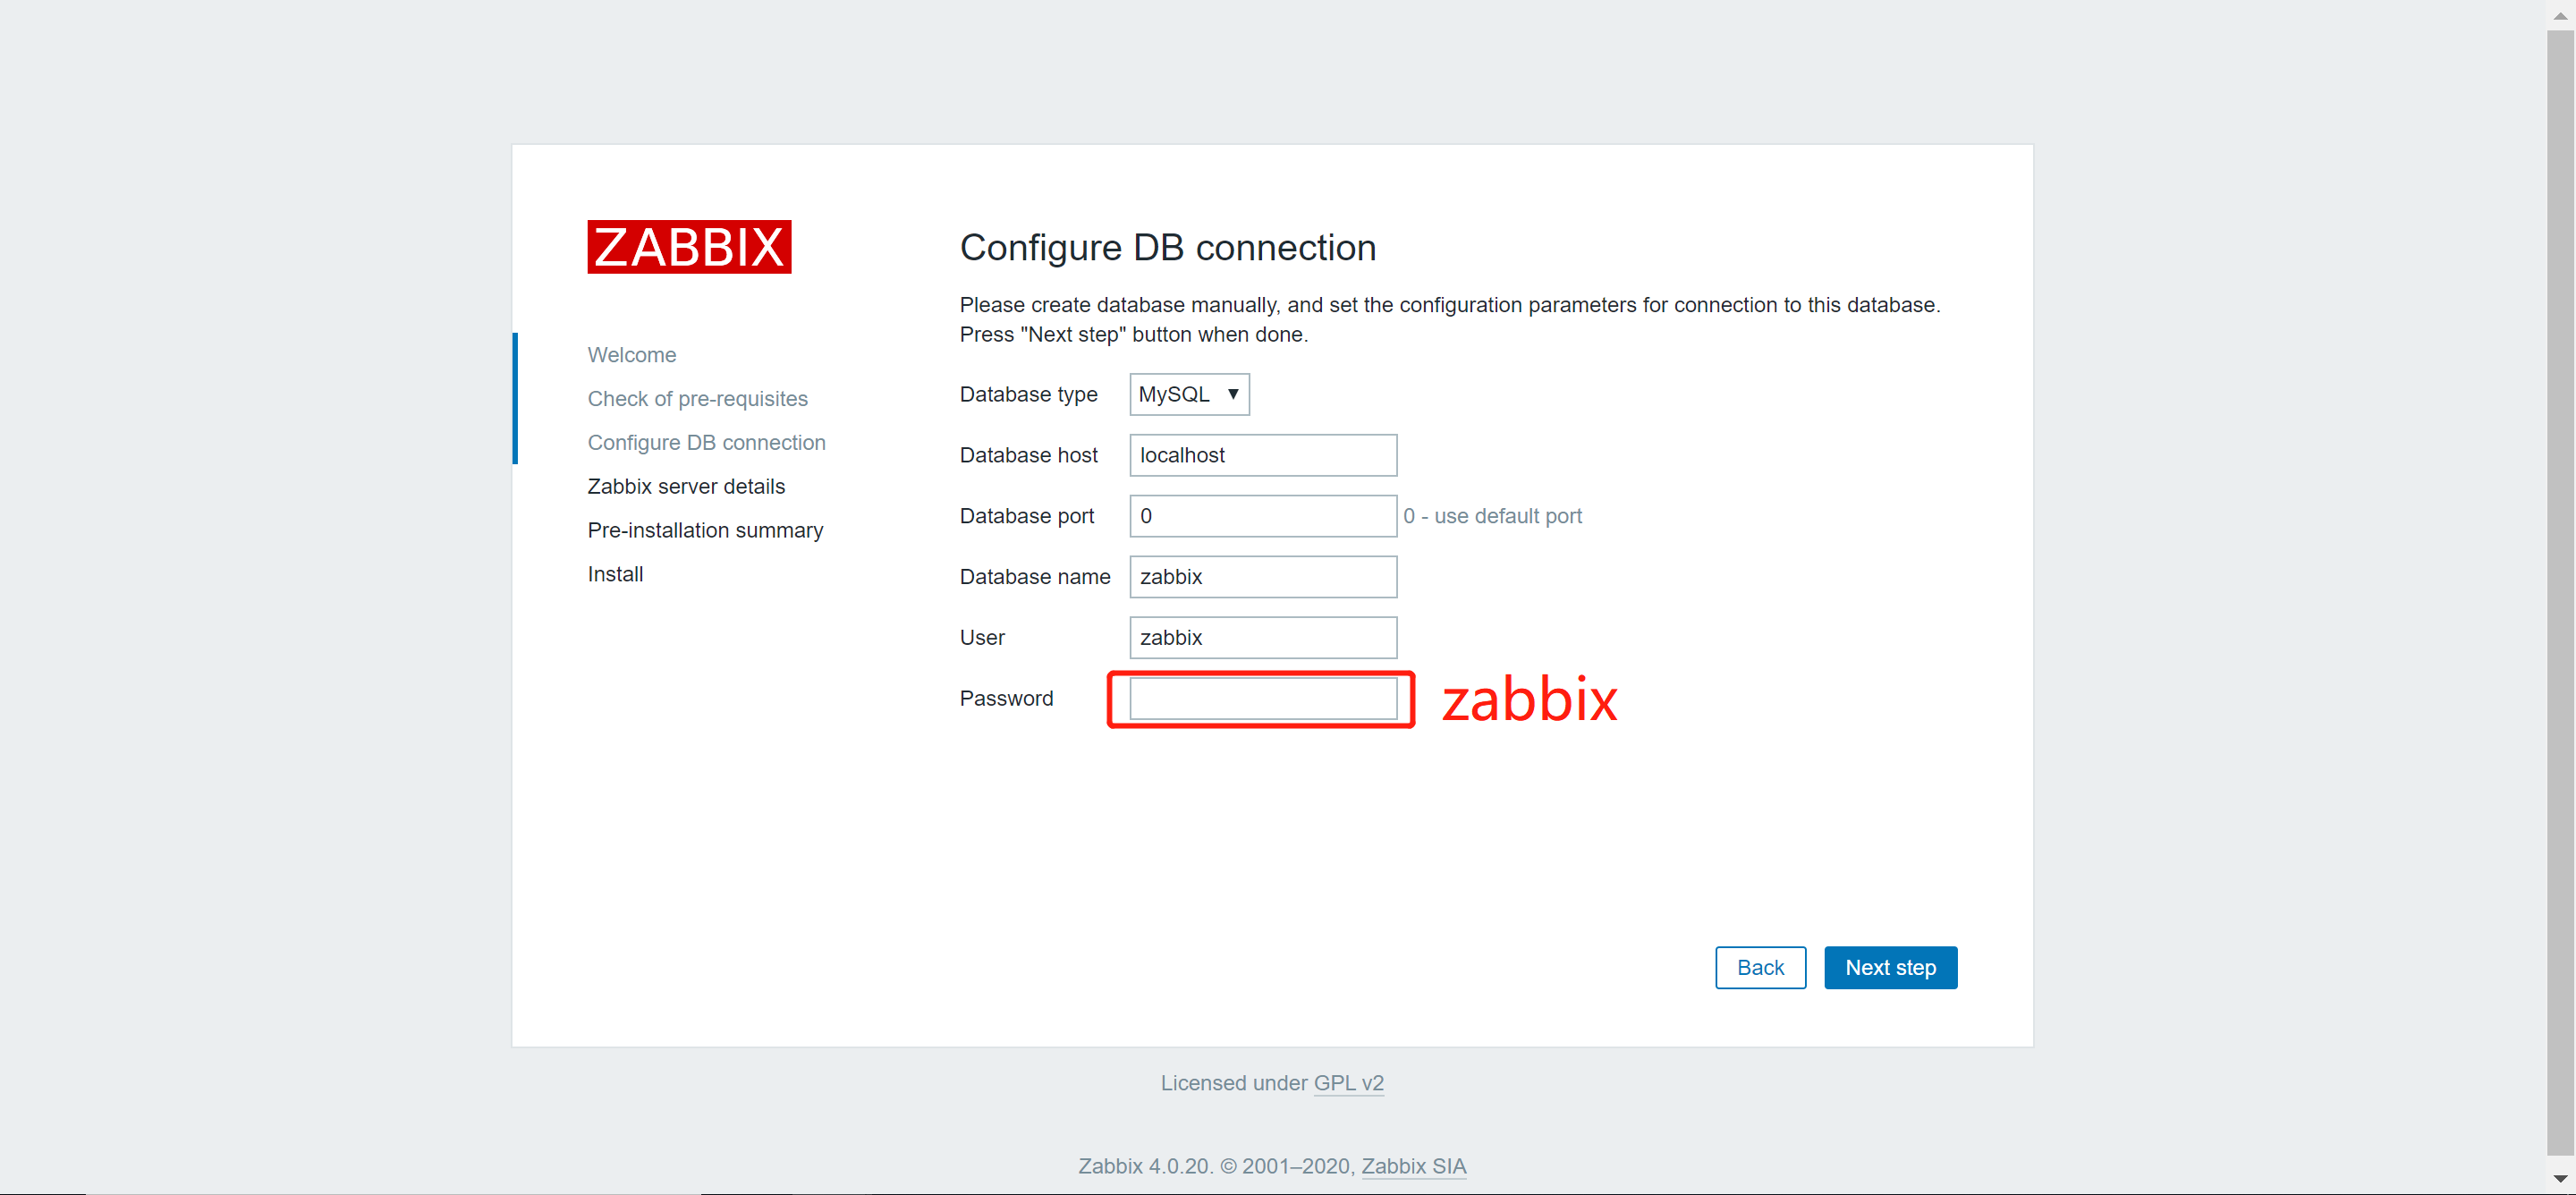 ZABBIX
Welcome
Check of pre-requisites
Configure DB connection
Zabbix server details
Pre-installation summary
Install
Configure DB connection
Please create database manually, and set the configuration parameters for connection to this database.
Press "Next step" button when done.
Database type MySQL ▼
Database host localhost
Database port 0 0 - use default port
Database name zabbix
User zabbix
Password zabbix
Back Next step
Licensed under GPL v2
Zabbix 4.0.20. © 2001–2020, Zabbix SIA